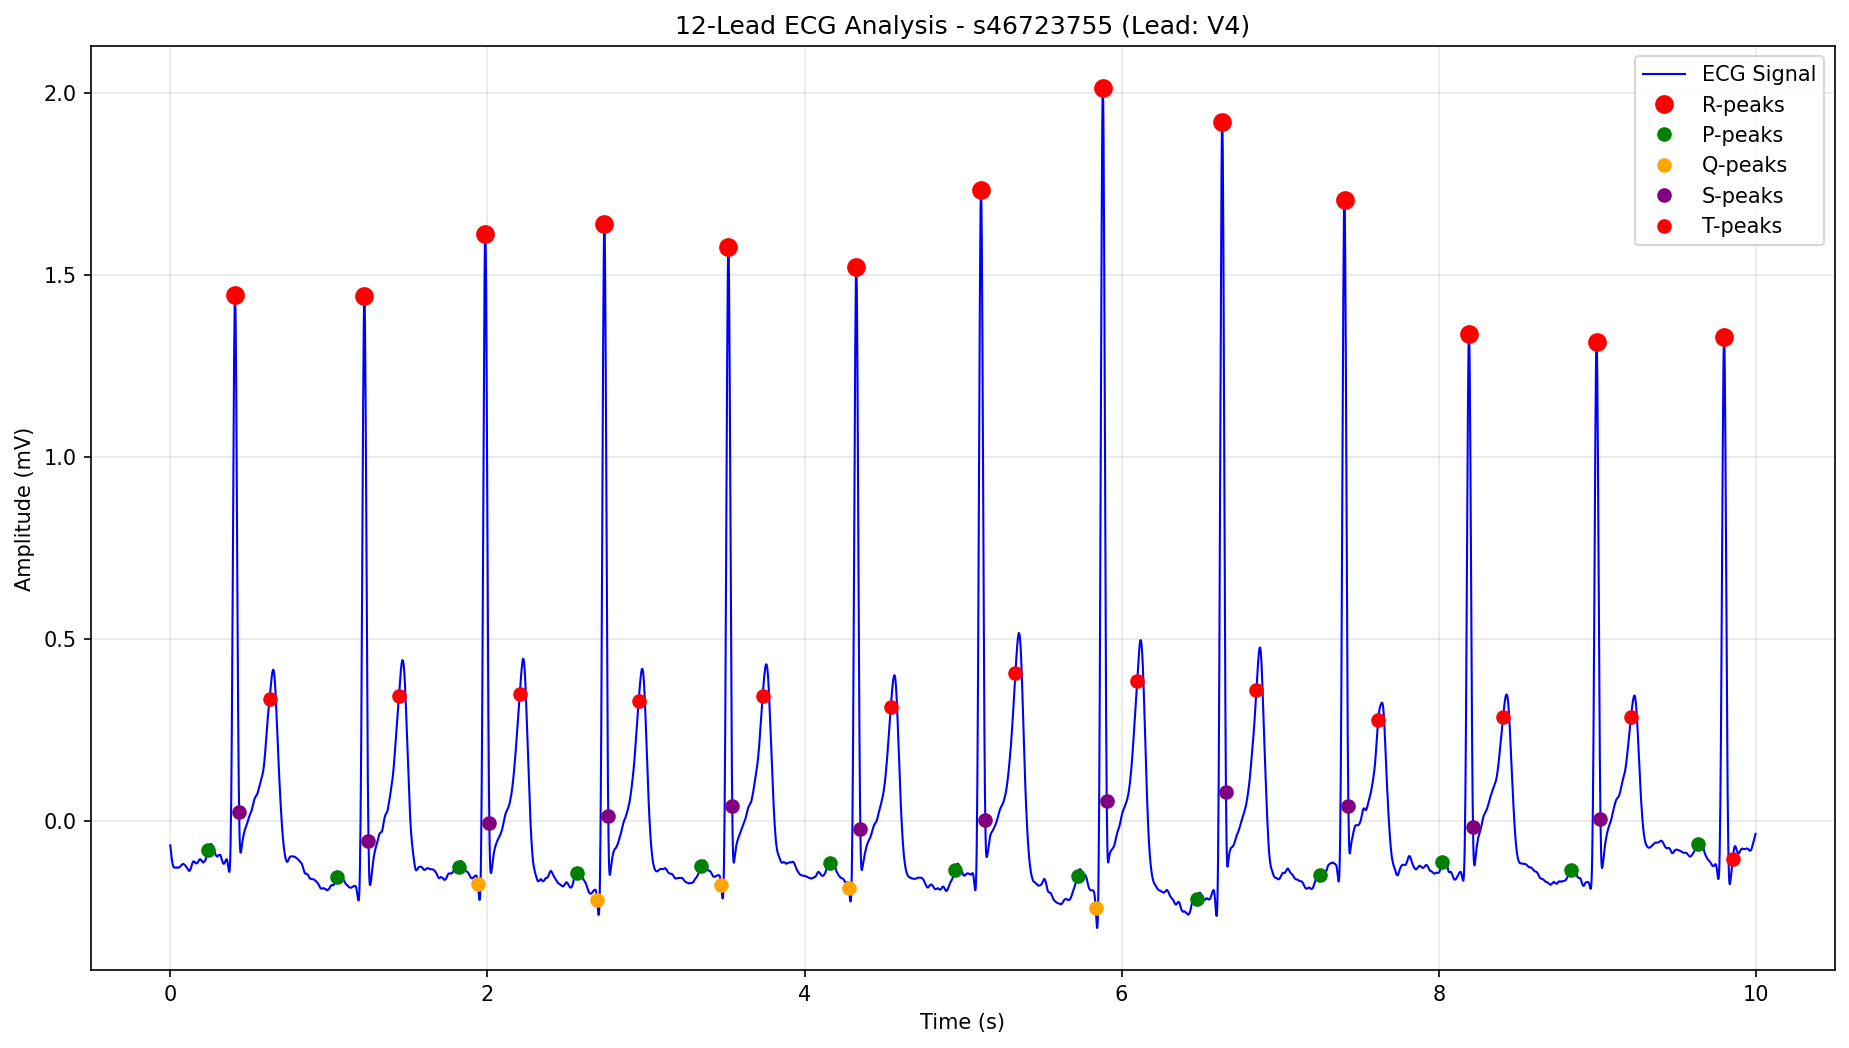 12-Lead ECG Analysis - s46723755 (Lead: V4)
ECG Signal
R-peaks
P-peaks
Q-peaks
S-peaks
T-peaks
Amplitude (mV)
2.0
1.5
1.0
0.5
0.0
0 2 4 6 8 10
Time (s)